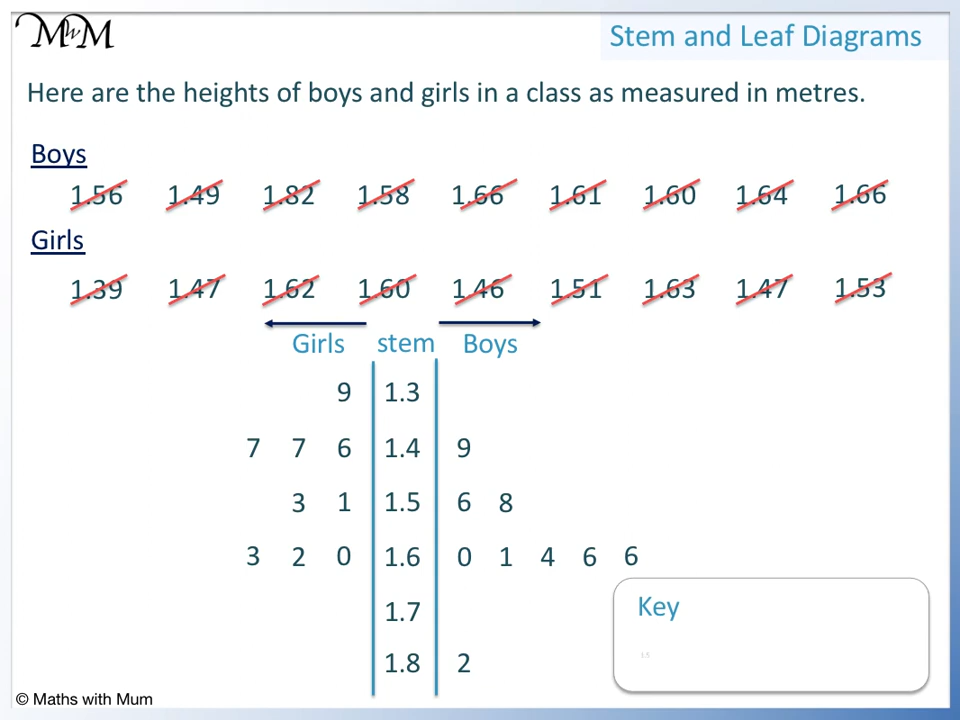 MwM
Stem and Leaf Diagrams
Here are the heights of boys and girls in a class as measured in metres.
Boys
1.56 1.49 1.82 1.58 1.66 1.61 1.60 1.64 1.66
Girls
1.39 1.47 1.62 1.60 1.46 1.51 1.63 1.47 1.53
Girls stem Boys
9 1.3
7 7 6 1.4 9
3 1 1.5 6 8
3 2 0 1.6 0 1 4 6 6
1.7
1.8 2
Key
1.5
© Maths with Mum